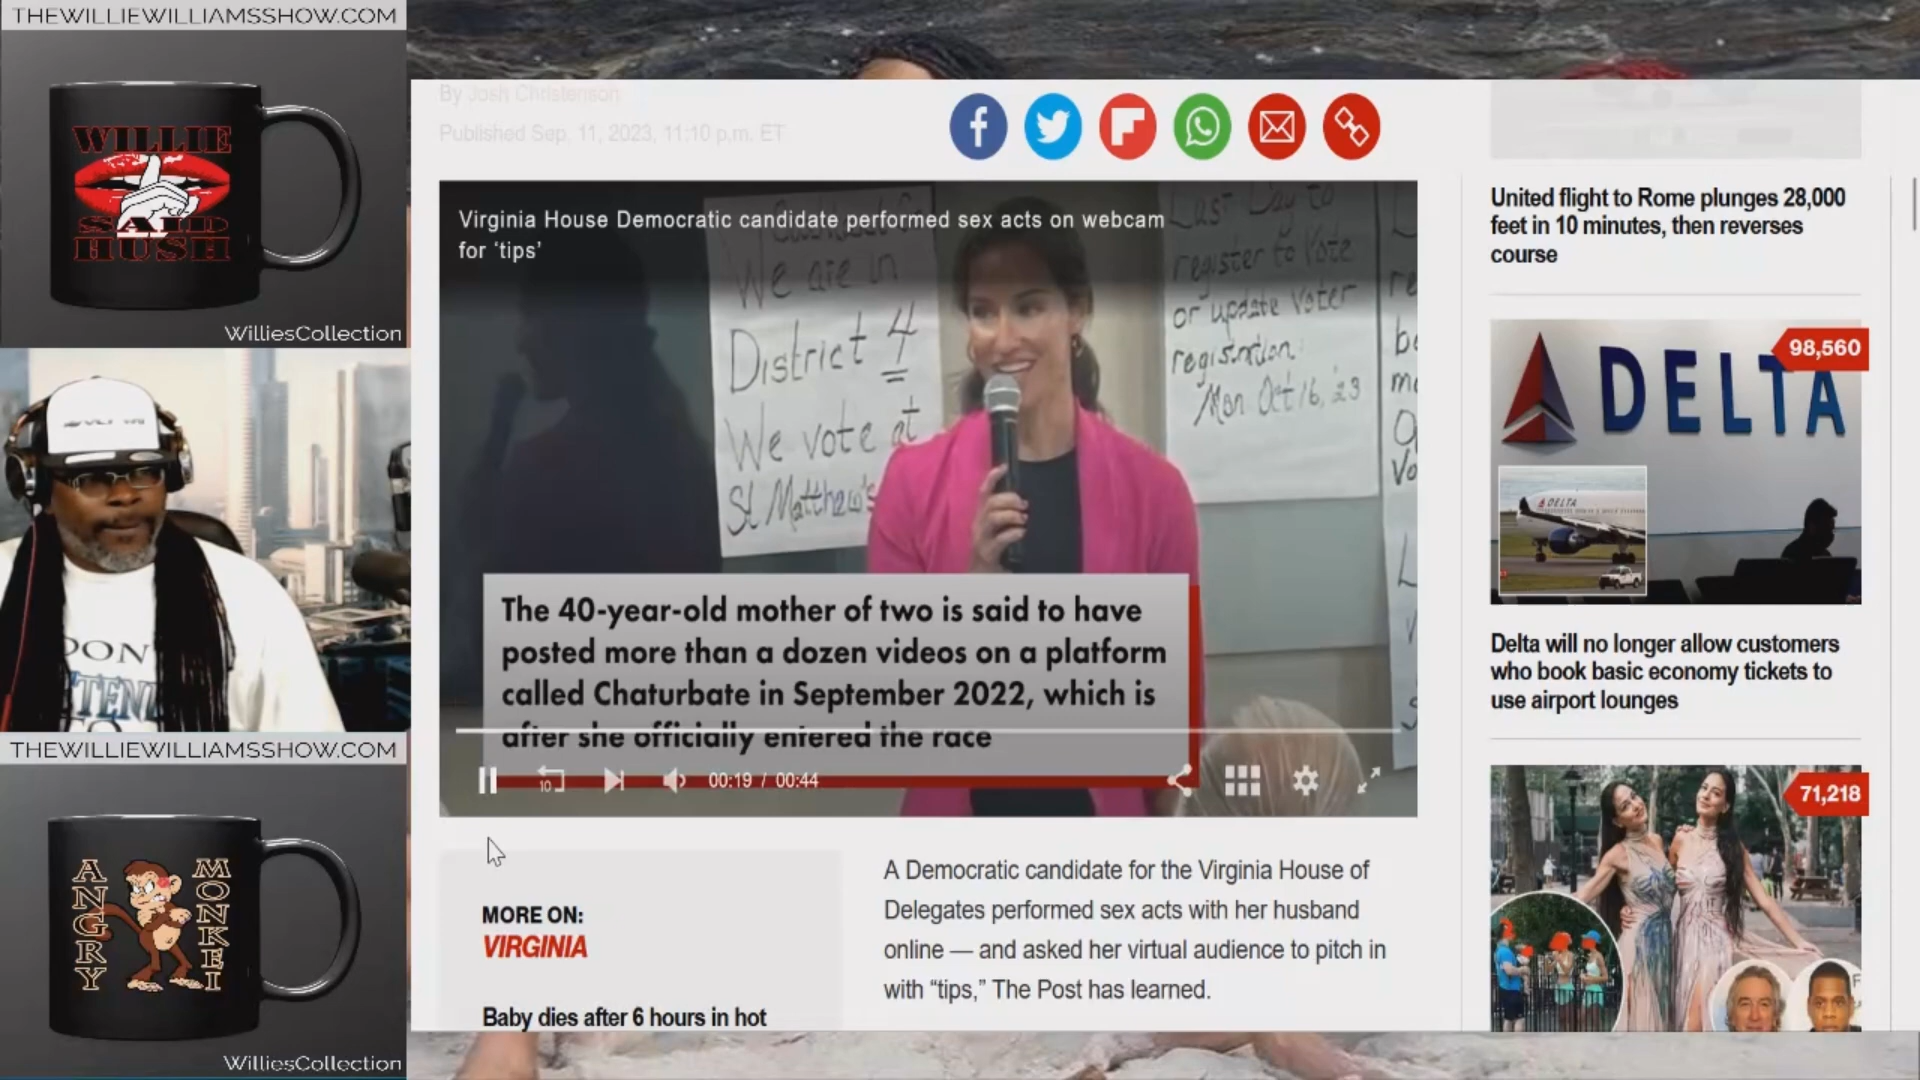 THEWILLIEWILLIAMSSHOW.COM
WILLIE
SAID
HUSH
WilliesCollection
DON'
TEND
THEWILLIEWILLIAMSSHOW.COM
ANGRY
MONKEI
WilliesCollection
By Josh Christenson
Published Sep. 11, 2023, 11:10 p.m. ET
Virginia House Democratic candidate performed sex acts on webcam
for ‘tips’
We are in
District 4
We vote at
St. Matthew's
Last Day to
register to vote
or update voter
registration:
Mon Oct 16, '23
The 40-year-old mother of two is said to have
posted more than a dozen videos on a platform
called Chaturbate in September 2022, which is
after she officially entered the race
10
00:19 / 00:44
MORE ON:
VIRGINIA
Baby dies after 6 hours in hot
A Democratic candidate for the Virginia House of
Delegates performed sex acts with her husband
online — and asked her virtual audience to pitch in
with “tips,” The Post has learned.
United flight to Rome plunges 28,000
feet in 10 minutes, then reverses
course
98,560
DELTA
DELTA
Delta will no longer allow customers
who book basic economy tickets to
use airport lounges
71,218